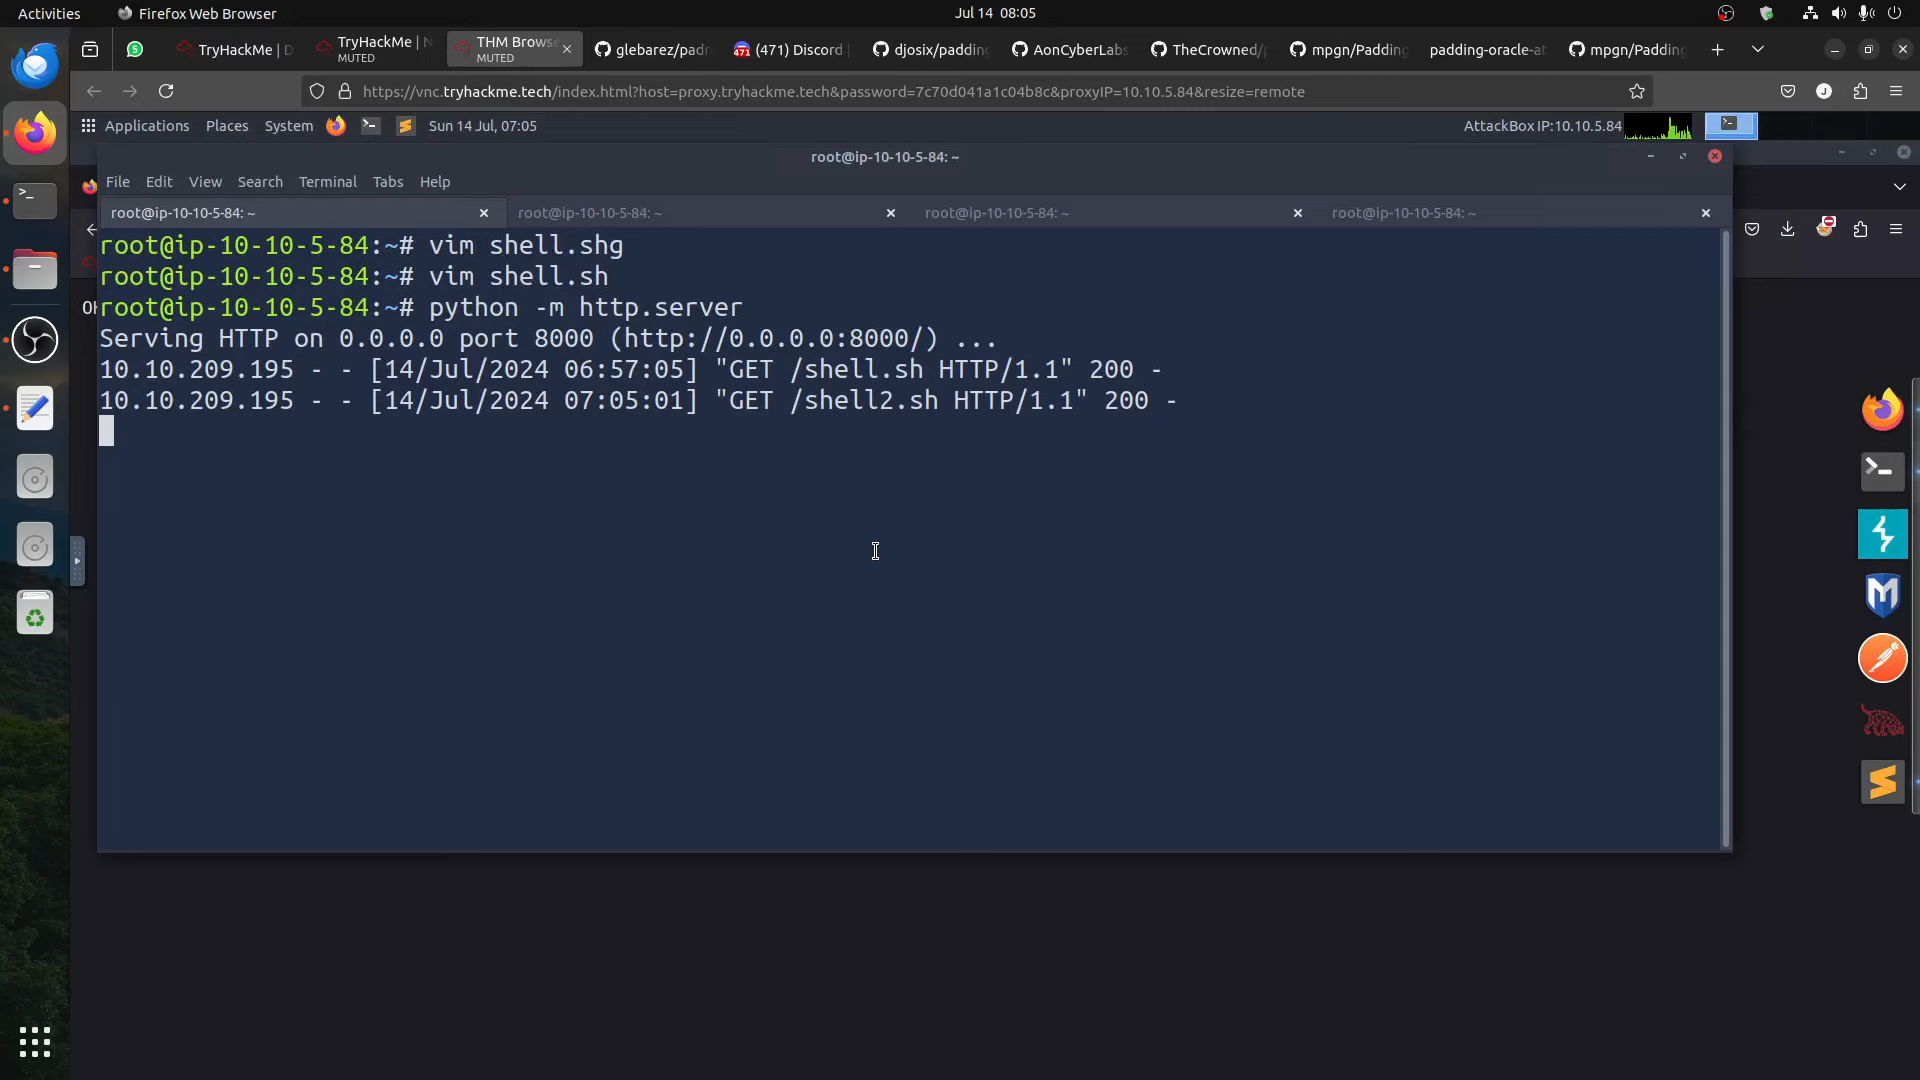 Activities
Firefox Web Browser
Jul 14 08:05
TryHackMe | D
TryHackMe | N
MUTED
THM Browse
MUTED
glebarez/padr
(471) Discord
djosix/padding
AonCyberLabs
TheCrowned/p
mpgn/Padding
padding-oracle-at
mpgn/Padding
https://vnc.tryhackme.tech/index.html?host=proxy.tryhackme.tech&password=7c70d041a1c04b8c&proxyIP=10.10.5.84&resize=remote
Applications Places System
Sun 14 Jul, 07:05
AttackBox IP:10.10.5.84
root@ip-10-10-5-84: ~
File Edit View Search Terminal Tabs Help
root@ip-10-10-5-84: ~
root@ip-10-10-5-84: ~
root@ip-10-10-5-84: ~
root@ip-10-10-5-84: ~
root@ip-10-10-5-84:~# vim shell.shg
root@ip-10-10-5-84:~# vim shell.sh
root@ip-10-10-5-84:~# python -m http.server
Serving HTTP on 0.0.0.0 port 8000 (http://0.0.0.0:8000/) ...
10.10.209.195 - - [14/Jul/2024 06:57:05] "GET /shell.sh HTTP/1.1" 200 -
10.10.209.195 - - [14/Jul/2024 07:05:01] "GET /shell2.sh HTTP/1.1" 200 -